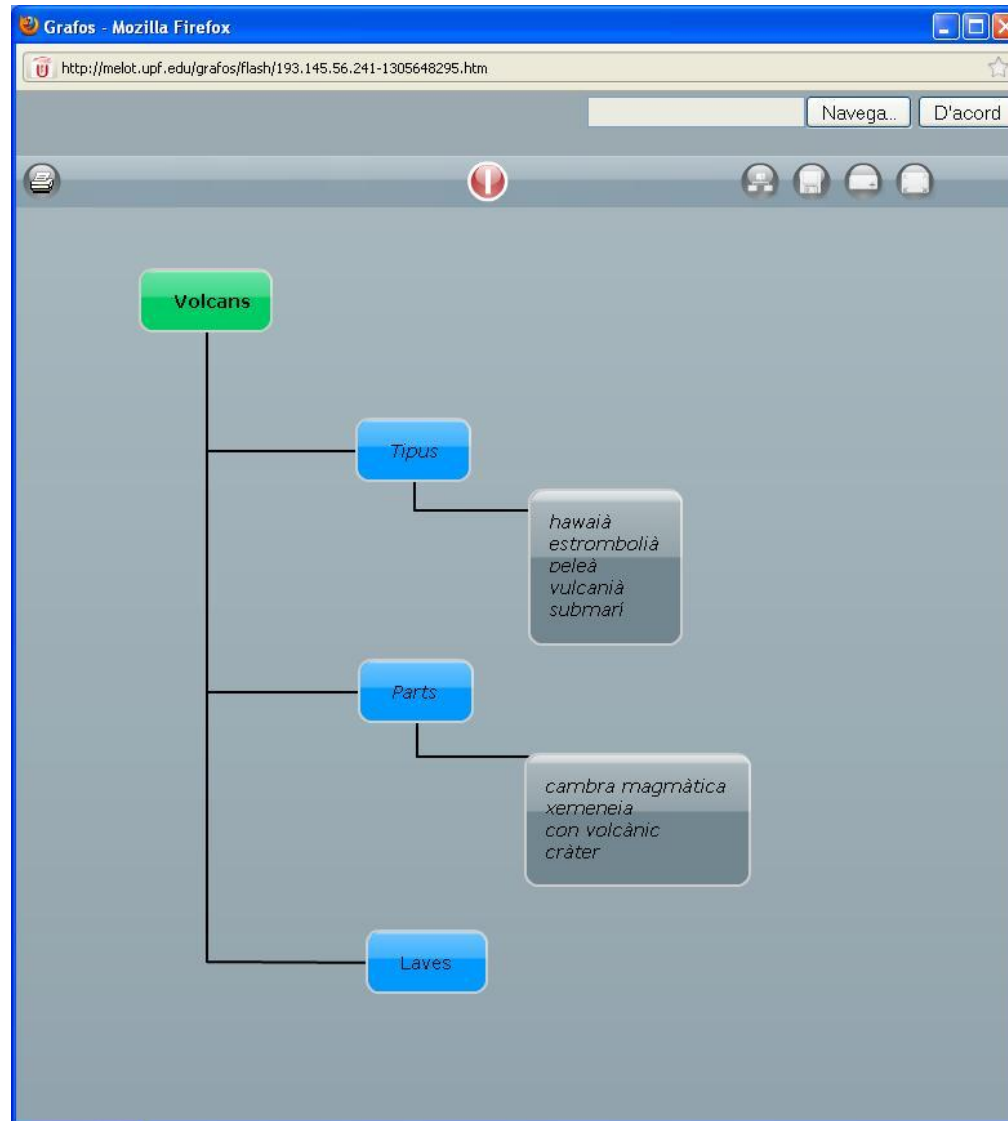 Grafos - Mozilla Firefox
http://melot.upf.edu/grafos/flash/193.145.56.241-1305648295.htm
Navega...
D'acord
Volcans
Tipus
hawaià
estrombolià
peleà
vulcanià
submarí
Parts
cambra magmàtica
xemeneia
con volcànic
cràter
Laves